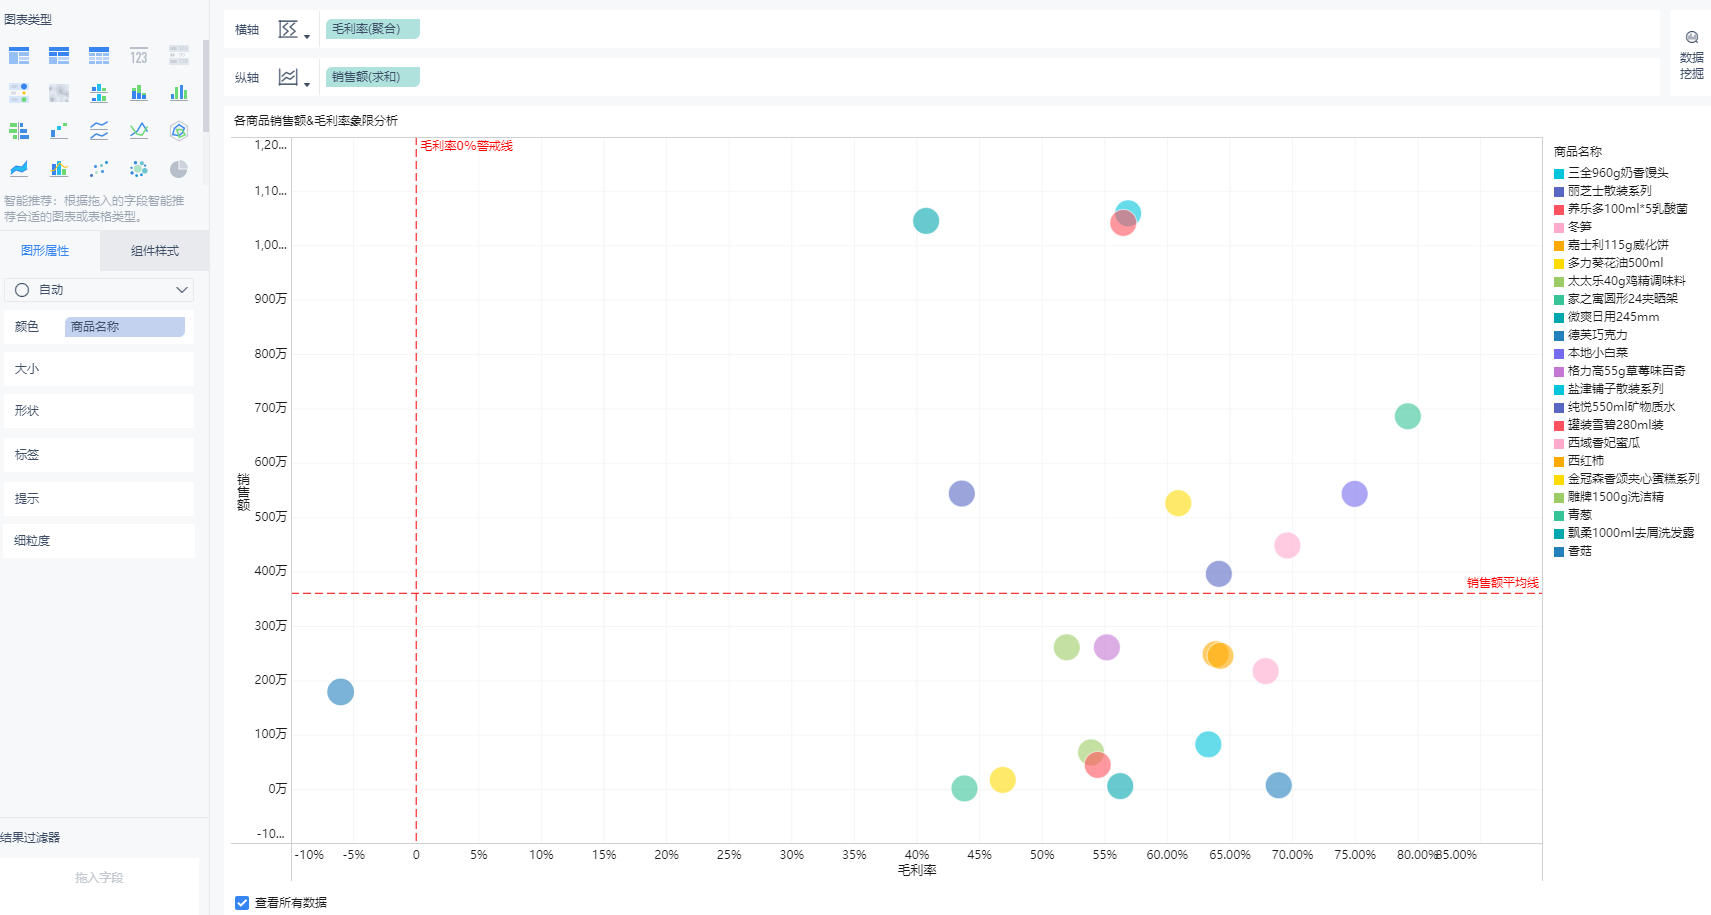 图表类型
123
智能推荐：根据拖入的字段智能推
荐合适的图表或表格类型。
图形属性
组件样式
自动
颜色
商品名称
大小
形状
标签
提示
细粒度
结果过滤器
拖入字段
横轴
毛利率(聚合)
纵轴
销售额(求和)
数据
挖掘
各商品销售额&毛利率象限分析
毛利率0%警戒线
销售额平均线
销售额
1,20...
1,10...
1,00...
900万
800万
700万
600万
500万
400万
300万
200万
100万
0万
-10...
-10%
-5%
0
5%
10%
15%
20%
25%
30%
35%
40%
45%
50%
55%
60.00%
65.00%
70.00%
75.00%
80.00%
85.00%
毛利率
查看所有数据
商品名称
三全960g奶香馒头
丽芝士散装系列
养乐多100ml*5乳酸菌
冬笋
嘉士利115g威化饼
多力葵花油500ml
太太乐40g鸡精调味料
家之寓圆形24夹晒架
微爽日用245mm
德芙巧克力
本地小白菜
格力高55g草莓味百奇
盐津铺子散装系列
纯悦550ml矿物质水
罐装雪碧280ml装
西域香妃蜜瓜
西红柿
金冠森香颂夹心蛋糕系列
雕牌1500g洗洁精
青葱
飘柔1000ml去屑洗发露
香菇